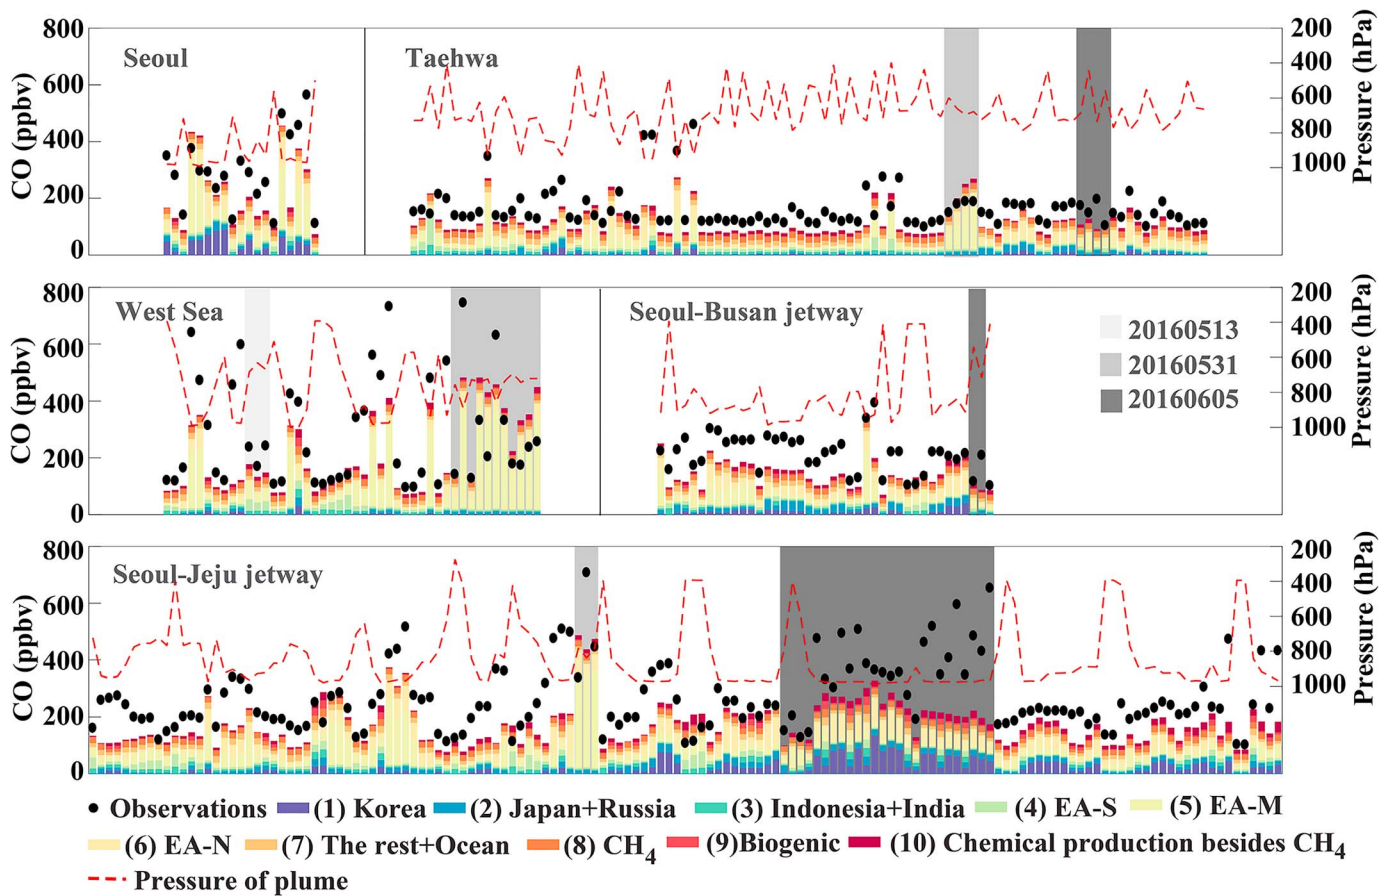 800
600
400
200
0
CO (ppbv)
Seoul
Taehwa
200
400
600
800
1000
Pressure (hPa)
800
600
400
200
0
CO (ppbv)
West Sea
Seoul-Busan jetway
20160513
20160531
20160605
200
400
600
800
1000
Pressure (hPa)
800
600
400
200
0
CO (ppbv)
Seoul-Jeju jetway
200
400
600
800
1000
Pressure (hPa)
Observations (1) Korea (2) Japan+Russia (3) Indonesia+India (4) EA-S (5) EA-M
(6) EA-N (7) The rest+Ocean (8) CH4 (9)Biogenic (10) Chemical production besides CH4
Pressure of plume